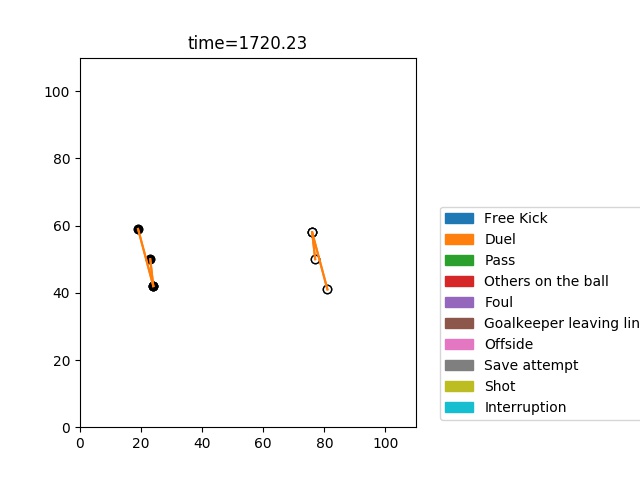 time=1720.23
100
80
60
40
20
0
0 20 40 60 80 100
Free Kick
Duel
Pass
Others on the ball
Foul
Goalkeeper leaving lin
Offside
Save attempt
Shot
Interruption